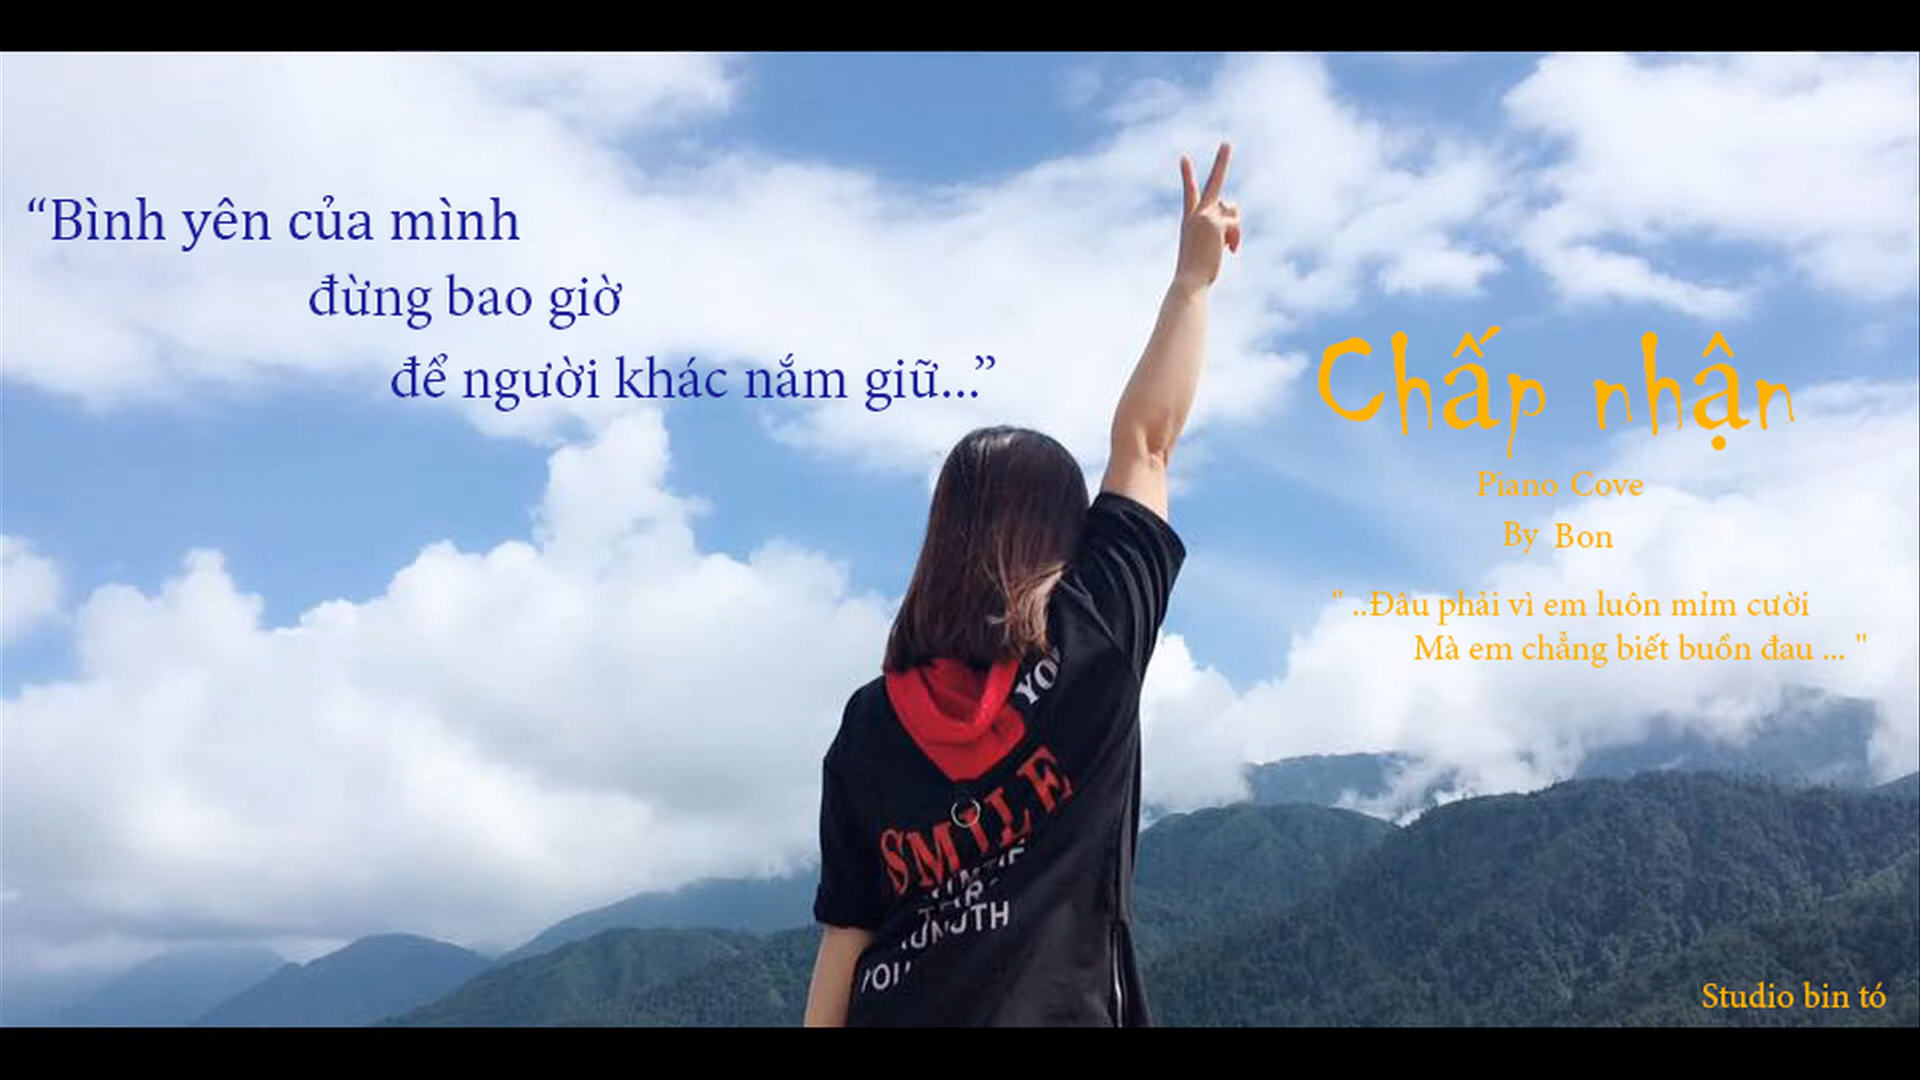 “Bình yên của mình
đừng bao giờ
để người khác nắm giữ...”
Chấp nhận
Piano Cove
By Bon
" ..Đâu phải vì em luôn mỉm cười
Mà em chẳng biết buồn đau ... "
SMILE
Studio bin tó